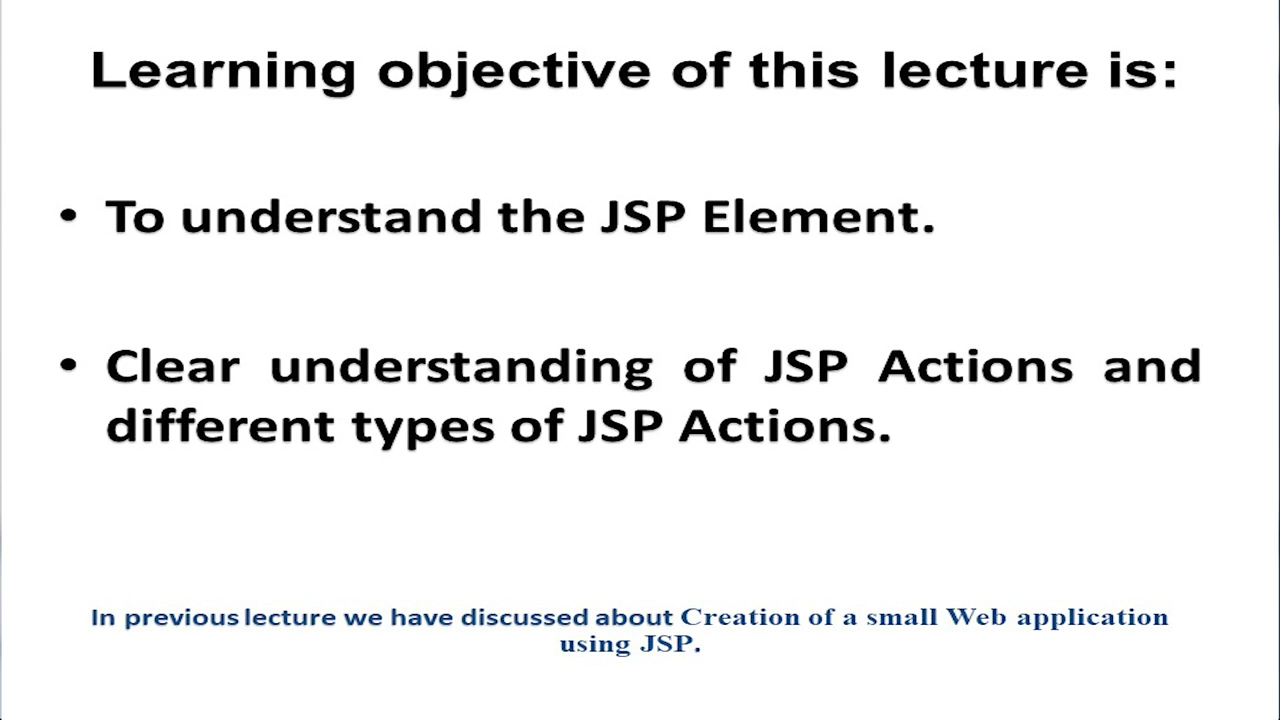 Learning objective of this lecture is:
• To understand the JSP Element.
• Clear understanding of JSP Actions and
different types of JSP Actions.
In previous lecture we have discussed about Creation of a small Web application
using JSP.